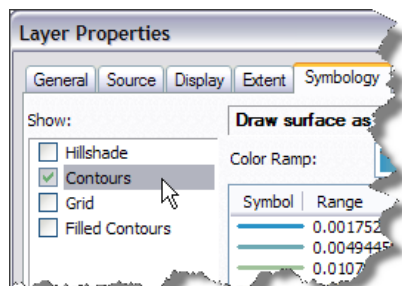 Layer Properties
General Source Display Extent Symbology
Show:
Hillshade
Contours
Grid
Filled Contours
Draw surface as
Color Ramp:
Symbol Range
0.001752
0.0049445
0.0107